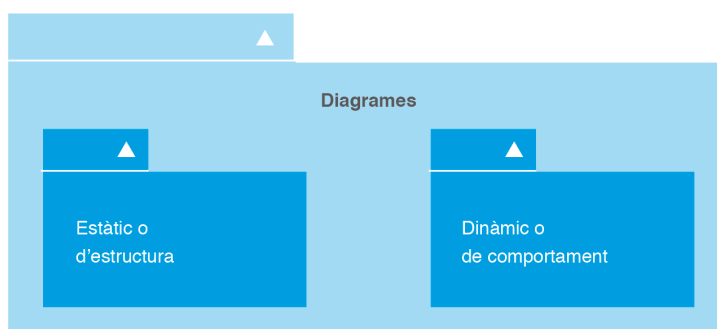 Diagrames
Estàtic o
d’estructura
Dinàmic o
de comportament